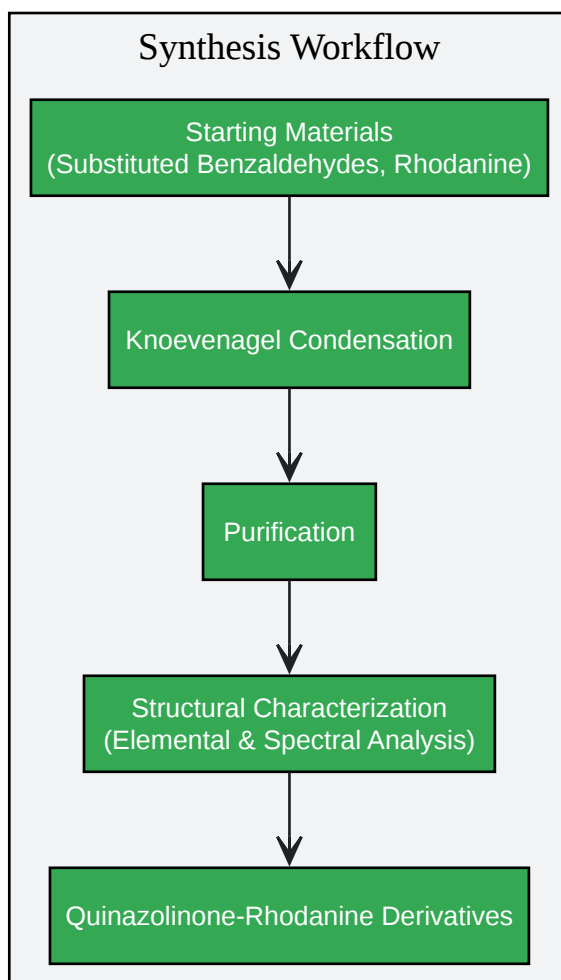 Synthesis Workflow
Starting Materials
(Substituted Benzaldehydes, Rhodanine)
Knoevenagel Condensation
Purification
Structural Characterization
(Elemental & Spectral Analysis)
Quinazolinone-Rhodanine Derivatives